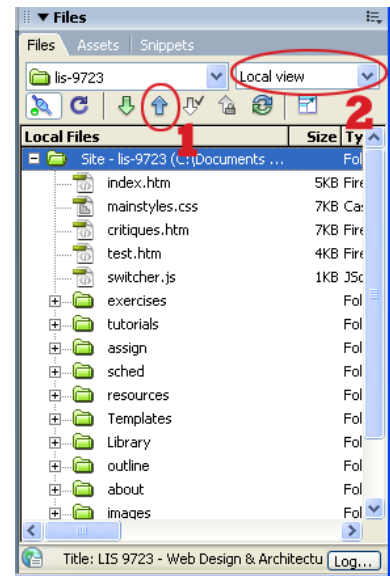 Files
Files Assets Snippets
lis-9723 Local view
1 2
Local Files Size Ty
Site - lis-9723 (C:\Documents ... Fol
index.htm 5KB Fire
mainstyles.css 7KB Cas
critiques.htm 7KB Fire
test.htm 4KB Fire
switcher.js 1KB JSc
exercises Fol
tutorials Fol
assign Fol
sched Fol
resources Fol
Templates Fol
Library Fol
outline Fol
about Fol
images Fol
Title: LIS 9723 - Web Design & Architectu Log...